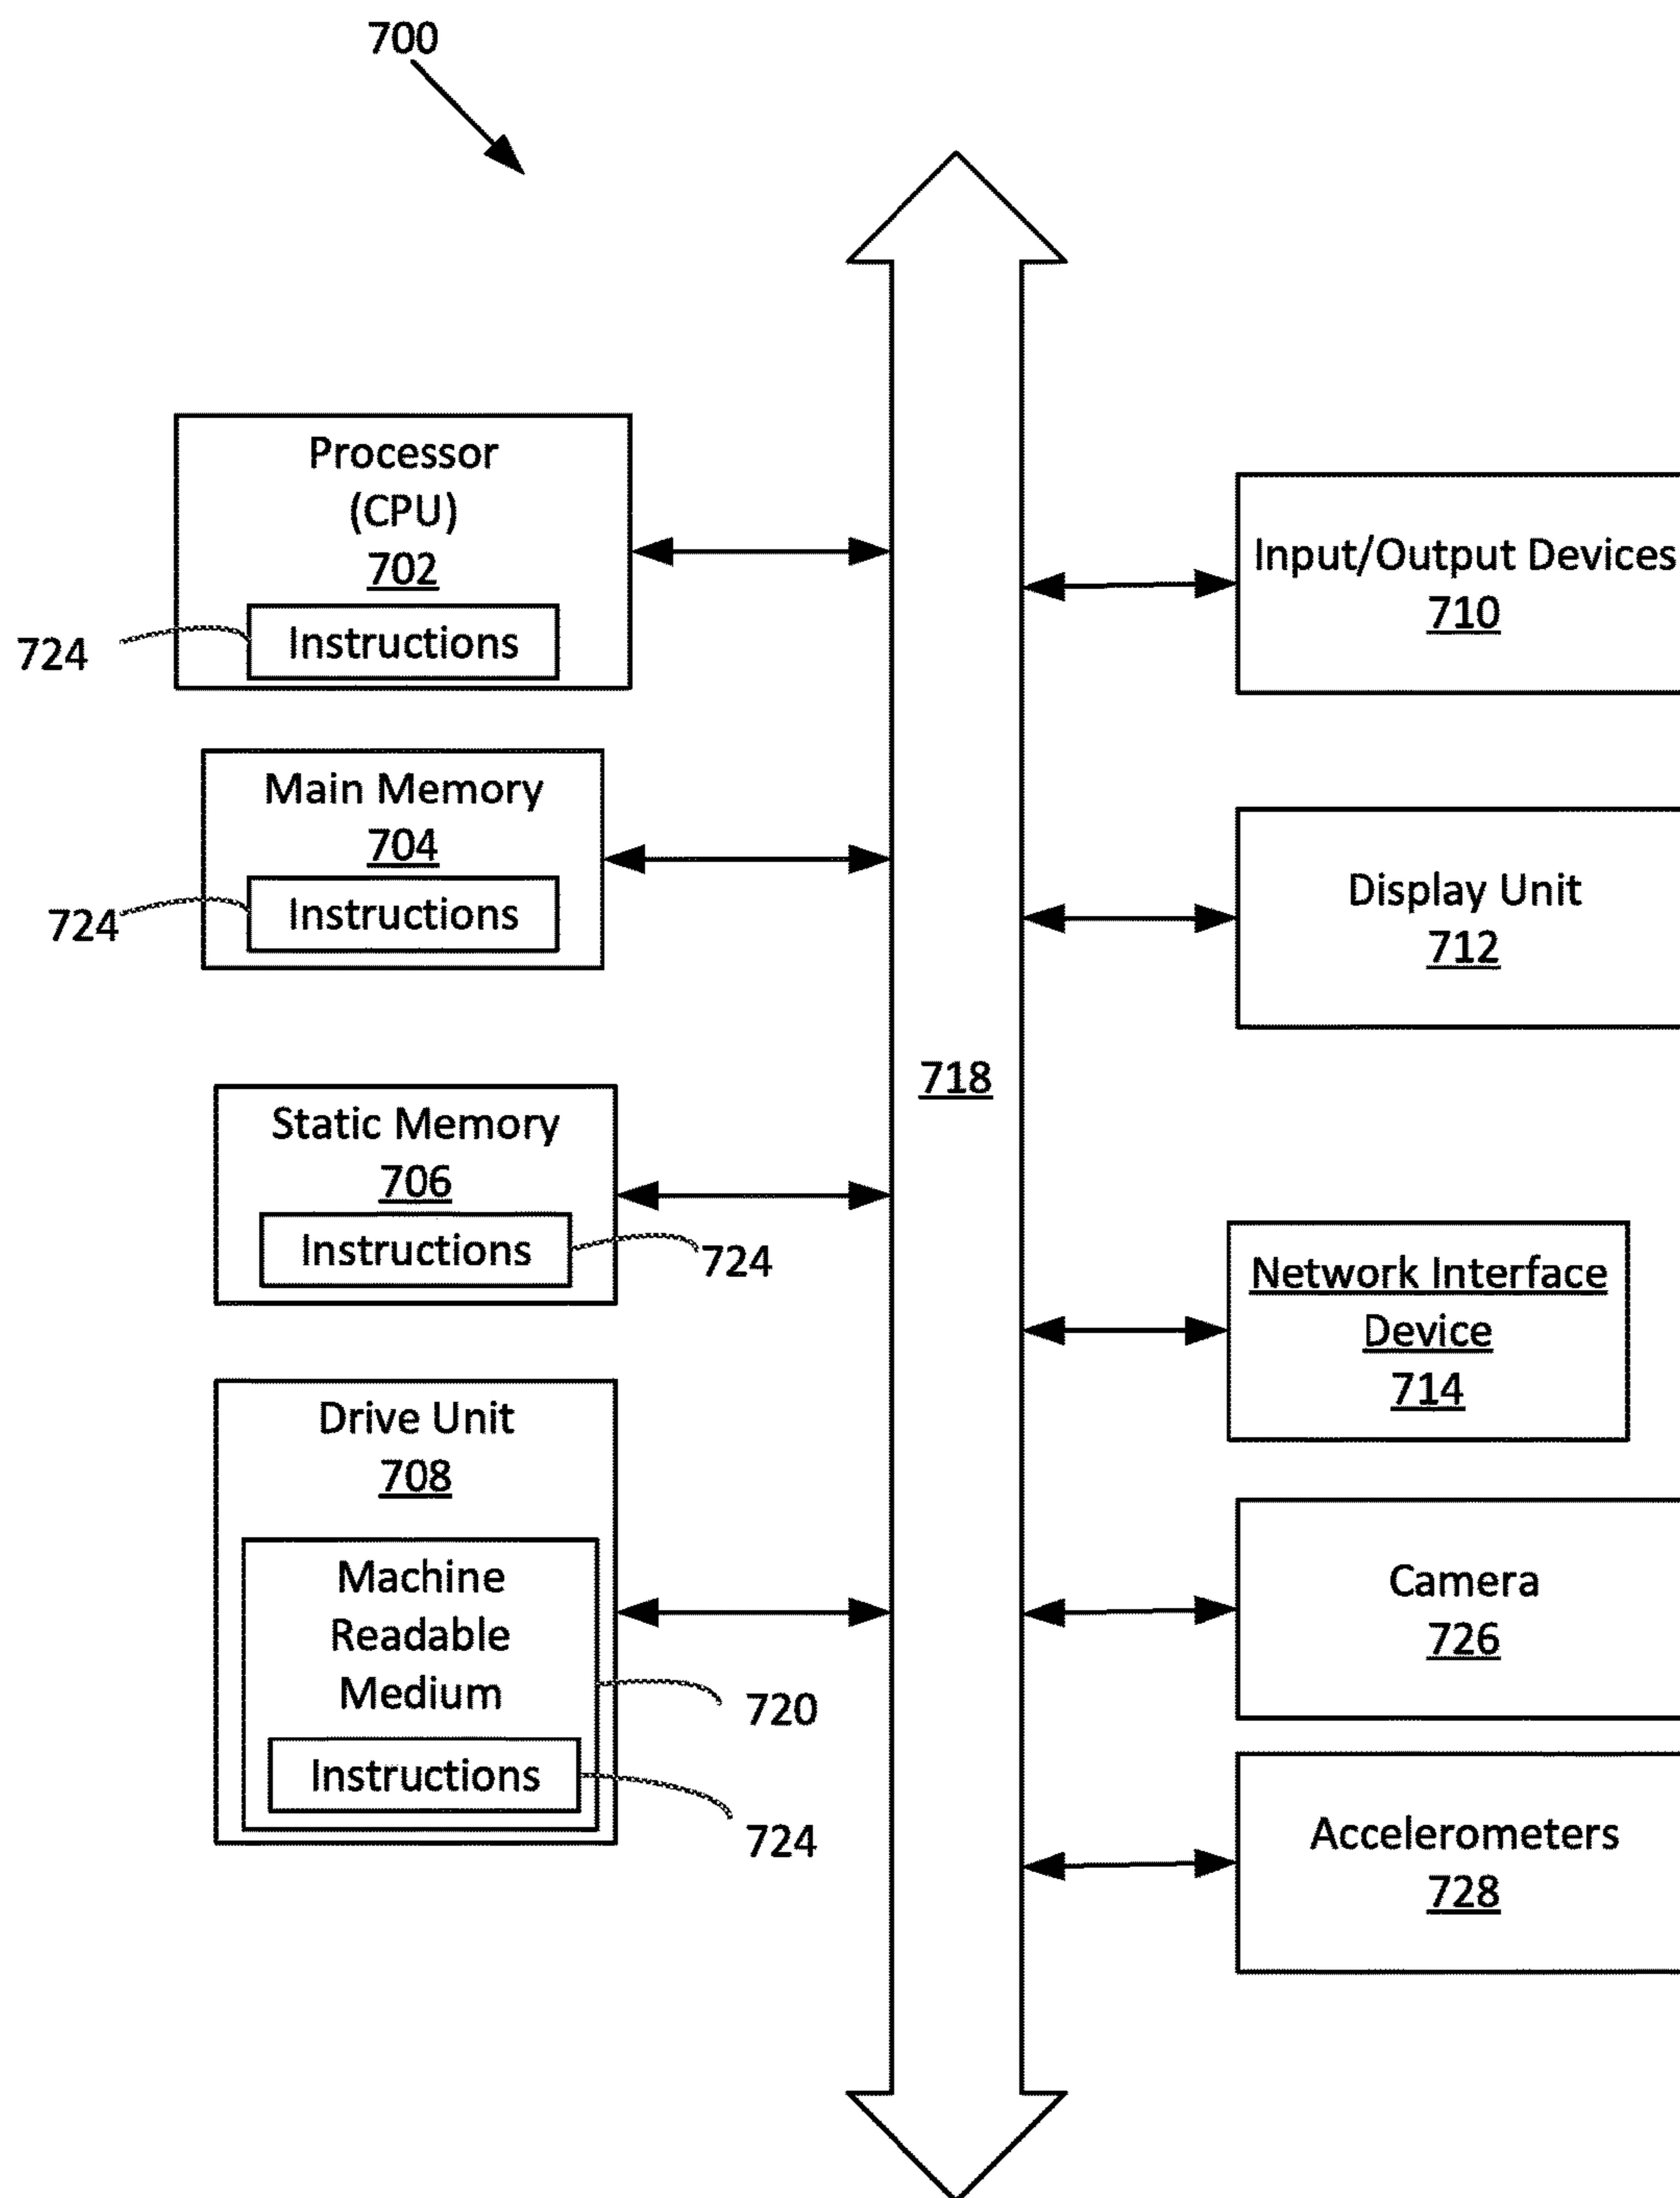 700
Processor
(CPU)
702
Instructions
724
Main Memory
704
Instructions
724
Static Memory
706
Instructions
724
Drive Unit
708
Machine
Readable
Medium
720
Instructions
724
718
Input/Output Devices
710
Display Unit
712
Network Interface
Device
714
Camera
726
Accelerometers
728